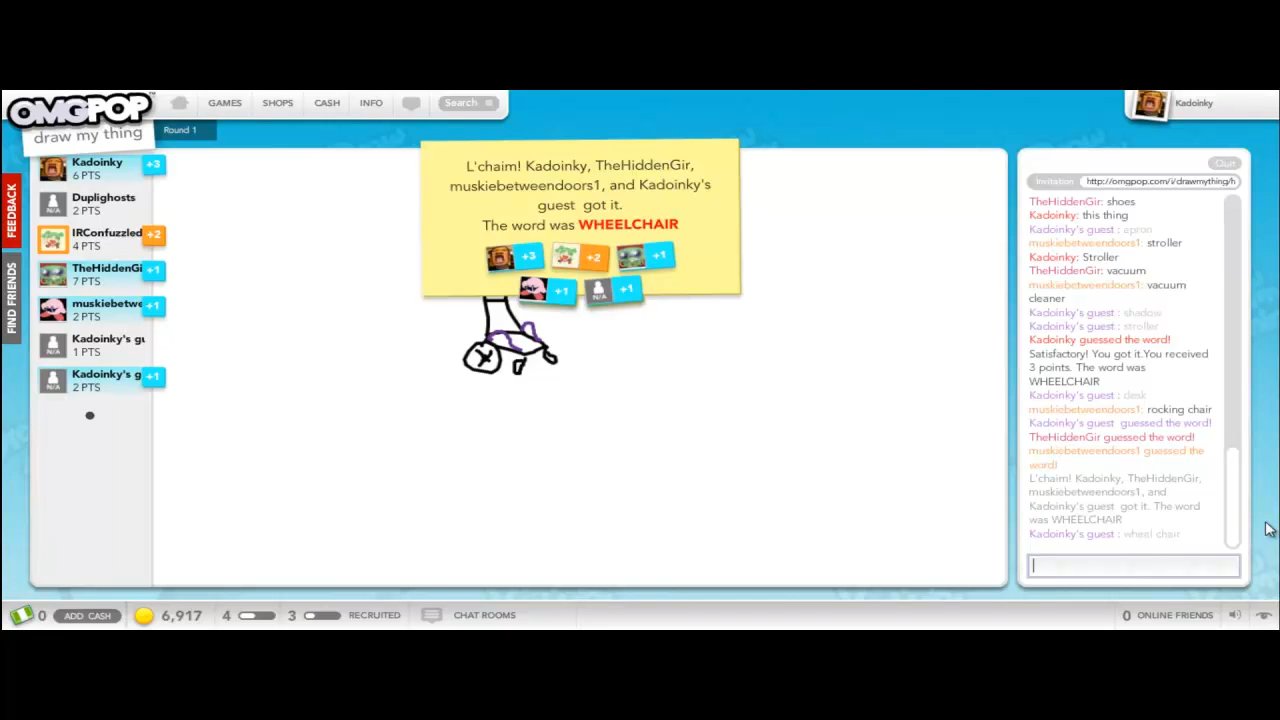 OMGPOP™
draw my thing
GAMES
SHOPS
CASH
INFO
Search
Kadoinky
Round 1
FEEDBACK
FIND FRIENDS
Kadoinky
6 PTS
+3
Duplighosts
2 PTS
IRConfuzzled
4 PTS
+2
TheHiddenGi
7 PTS
+1
muskiebetwe
2 PTS
+1
Kadoinky's gu
1 PTS
Kadoinky's g
2 PTS
+1
N/A
N/A
N/A
L'chaim! Kadoinky, TheHiddenGir,
muskiebetweendoors1, and Kadoinky's
guest got it.
The word was WHEELCHAIR
+3
+2
+1
+1
N/A
+1
Quit
Invitation
http://omgpop.com/i/drawmything/h
TheHiddenGir: shoes
Kadoinky: this thing
Kadoinky's guest : apron
muskiebetweendoors1: stroller
Kadoinky: Stroller
TheHiddenGir: vacuum
muskiebetweendoors1: vacuum
cleaner
Kadoinky's guest : shadow
Kadoinky's guest : stroller
Kadoinky guessed the word!
Satisfactory! You got it.You received
3 points. The word was
WHEELCHAIR
Kadoinky's guest : desk
muskiebetweendoors1: rocking chair
Kadoinky's guest guessed the word!
TheHiddenGir guessed the word!
muskiebetweendoors1 guessed the
word!
L'chaim! Kadoinky, TheHiddenGir,
muskiebetweendoors1, and
Kadoinky's guest got it. The word
was WHEELCHAIR
Kadoinky's guest : wheel chair
0
ADD CASH
6,917
4
3
RECRUITED
CHAT ROOMS
0 ONLINE FRIENDS